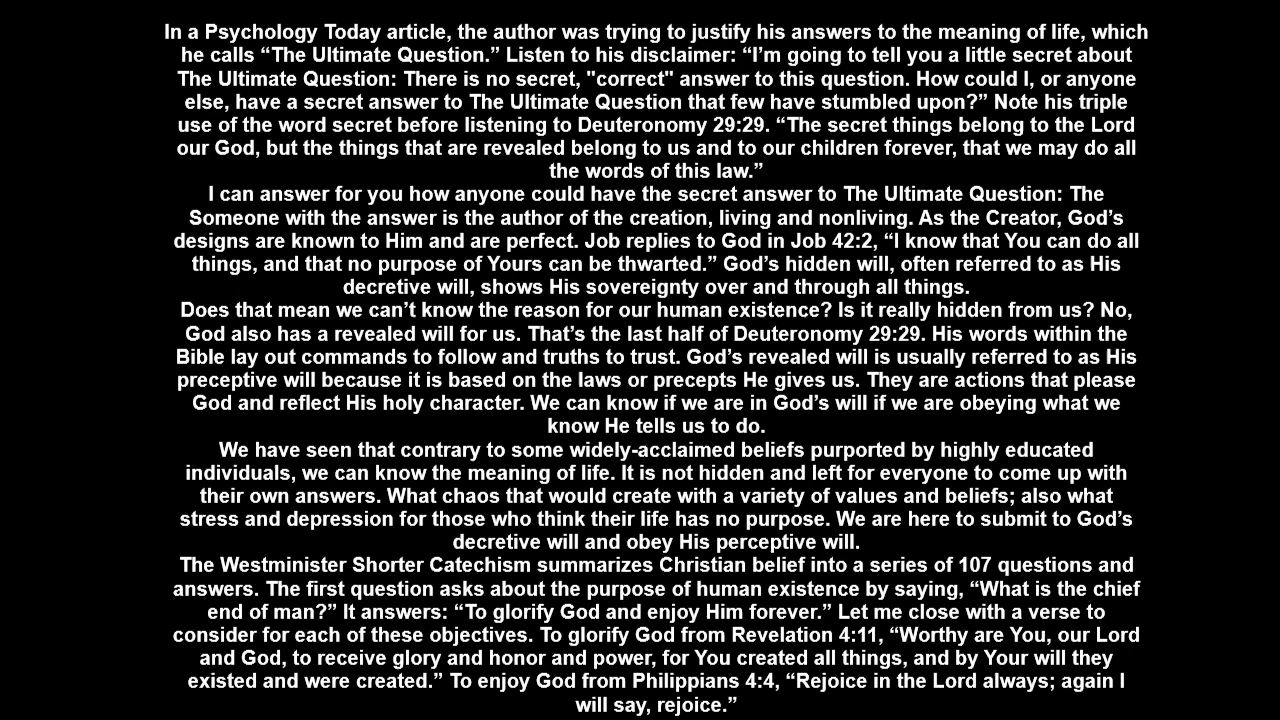 In a Psychology Today article, the author was trying to justify his answers to the meaning of life, which
he calls “The Ultimate Question.” Listen to his disclaimer: “I’m going to tell you a little secret about
The Ultimate Question: There is no secret, "correct" answer to this question. How could I, or anyone
else, have a secret answer to The Ultimate Question that few have stumbled upon?” Note his triple
use of the word secret before listening to Deuteronomy 29:29. “The secret things belong to the Lord
our God, but the things that are revealed belong to us and to our children forever, that we may do all
the words of this law.”
I can answer for you how anyone could have the secret answer to The Ultimate Question: The
Someone with the answer is the author of the creation, living and nonliving. As the Creator, God’s
designs are known to Him and are perfect. Job replies to God in Job 42:2, “I know that You can do all
things, and that no purpose of Yours can be thwarted.” God’s hidden will, often referred to as His
decretive will, shows His sovereignty over and through all things.
Does that mean we can’t know the reason for our human existence? Is it really hidden from us? No,
God also has a revealed will for us. That’s the last half of Deuteronomy 29:29. His words within the
Bible lay out commands to follow and truths to trust. God’s revealed will is usually referred to as His
preceptive will because it is based on the laws or precepts He gives us. They are actions that please
God and reflect His holy character. We can know if we are in God’s will if we are obeying what we
know He tells us to do.
We have seen that contrary to some widely-acclaimed beliefs purported by highly educated
individuals, we can know the meaning of life. It is not hidden and left for everyone to come up with
their own answers. What chaos that would create with a variety of values and beliefs; also what
stress and depression for those who think their life has no purpose. We are here to submit to God’s
decretive will and obey His perceptive will.
The Westminister Shorter Catechism summarizes Christian belief into a series of 107 questions and
answers. The first question asks about the purpose of human existence by saying, “What is the chief
end of man?” It answers: “To glorify God and enjoy Him forever.” Let me close with a verse to
consider for each of these objectives. To glorify God from Revelation 4:11, “Worthy are You, our Lord
and God, to receive glory and honor and power, for You created all things, and by Your will they
existed and were created.” To enjoy God from Philippians 4:4, “Rejoice in the Lord always; again I
will say, rejoice.”